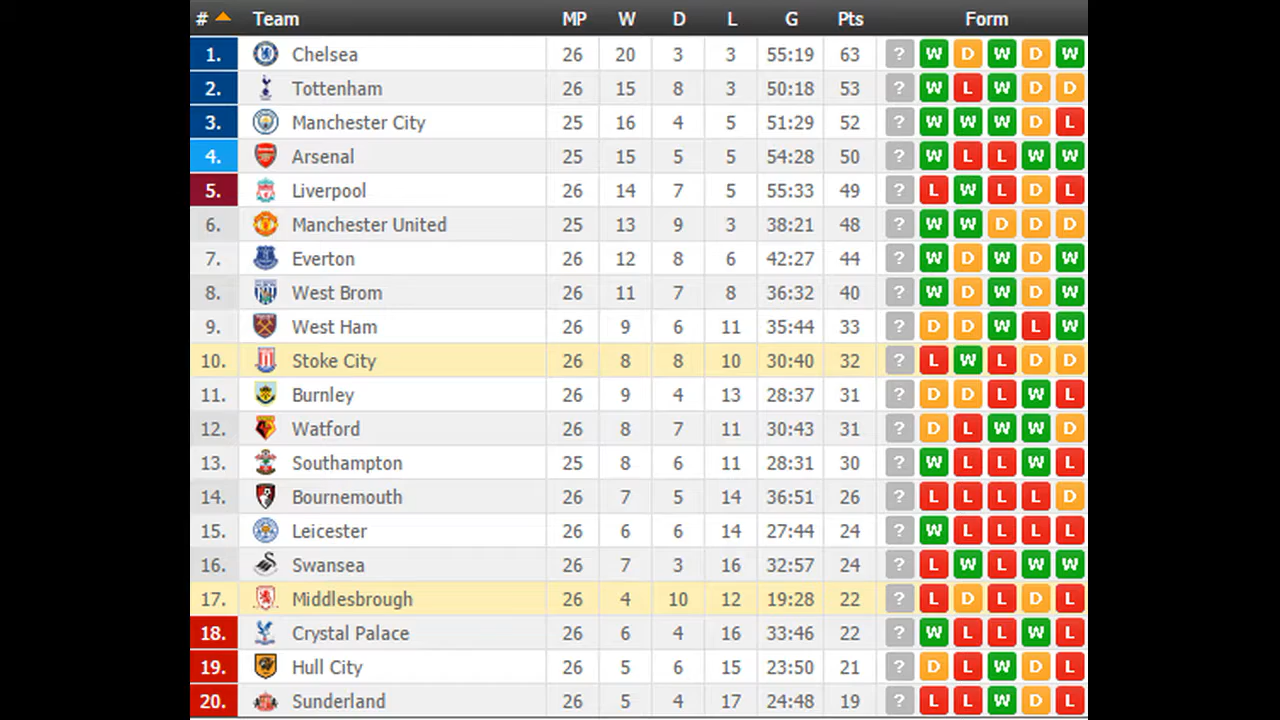 # Team MP W D L G Pts Form
1. Chelsea 26 20 3 3 55:19 63 ? W D W D W
2. Tottenham 26 15 8 3 50:18 53 ? W L W D D
3. Manchester City 25 16 4 5 51:29 52 ? W W W D L
4. Arsenal 25 15 5 5 54:28 50 ? W L L W W
5. Liverpool 26 14 7 5 55:33 49 ? L W L D L
6. Manchester United 25 13 9 3 38:21 48 ? W W D D D
7. Everton 26 12 8 6 42:27 44 ? W D W D W
8. West Brom 26 11 7 8 36:32 40 ? W D W D W
9. West Ham 26 9 6 11 35:44 33 ? D D W L W
10. Stoke City 26 8 8 10 30:40 32 ? L W L D D
11. Burnley 26 9 4 13 28:37 31 ? D D L W L
12. Watford 26 8 7 11 30:43 31 ? D L W W D
13. Southampton 25 8 6 11 28:31 30 ? W L L W L
14. Bournemouth 26 7 5 14 36:51 26 ? L L L L D
15. Leicester 26 6 6 14 27:44 24 ? W L L L L
16. Swansea 26 7 3 16 32:57 24 ? L W L W W
17. Middlesbrough 26 4 10 12 19:28 22 ? L D L D L
18. Crystal Palace 26 6 4 16 33:46 22 ? W L L W L
19. Hull City 26 5 6 15 23:50 21 ? D L W D L
20. Sunderland 26 5 4 17 24:48 19 ? L L W D L